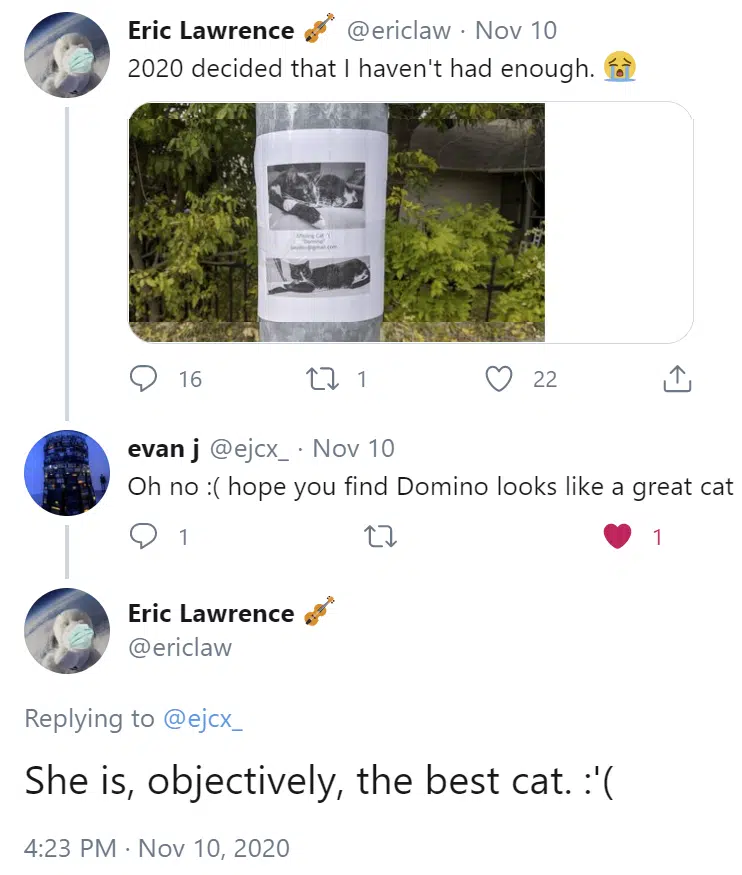 Eric Lawrence 🎻 @ericlaw · Nov 10
2020 decided that I haven't had enough. 😭
Missing Cat :'(
"Domino"
@gmail.com
16 1 22
evan j @ejcx_ · Nov 10
Oh no :( hope you find Domino looks like a great cat
1 1
Eric Lawrence 🎻
@ericlaw
Replying to @ejcx_
She is, objectively, the best cat. :'(
4:23 PM · Nov 10, 2020